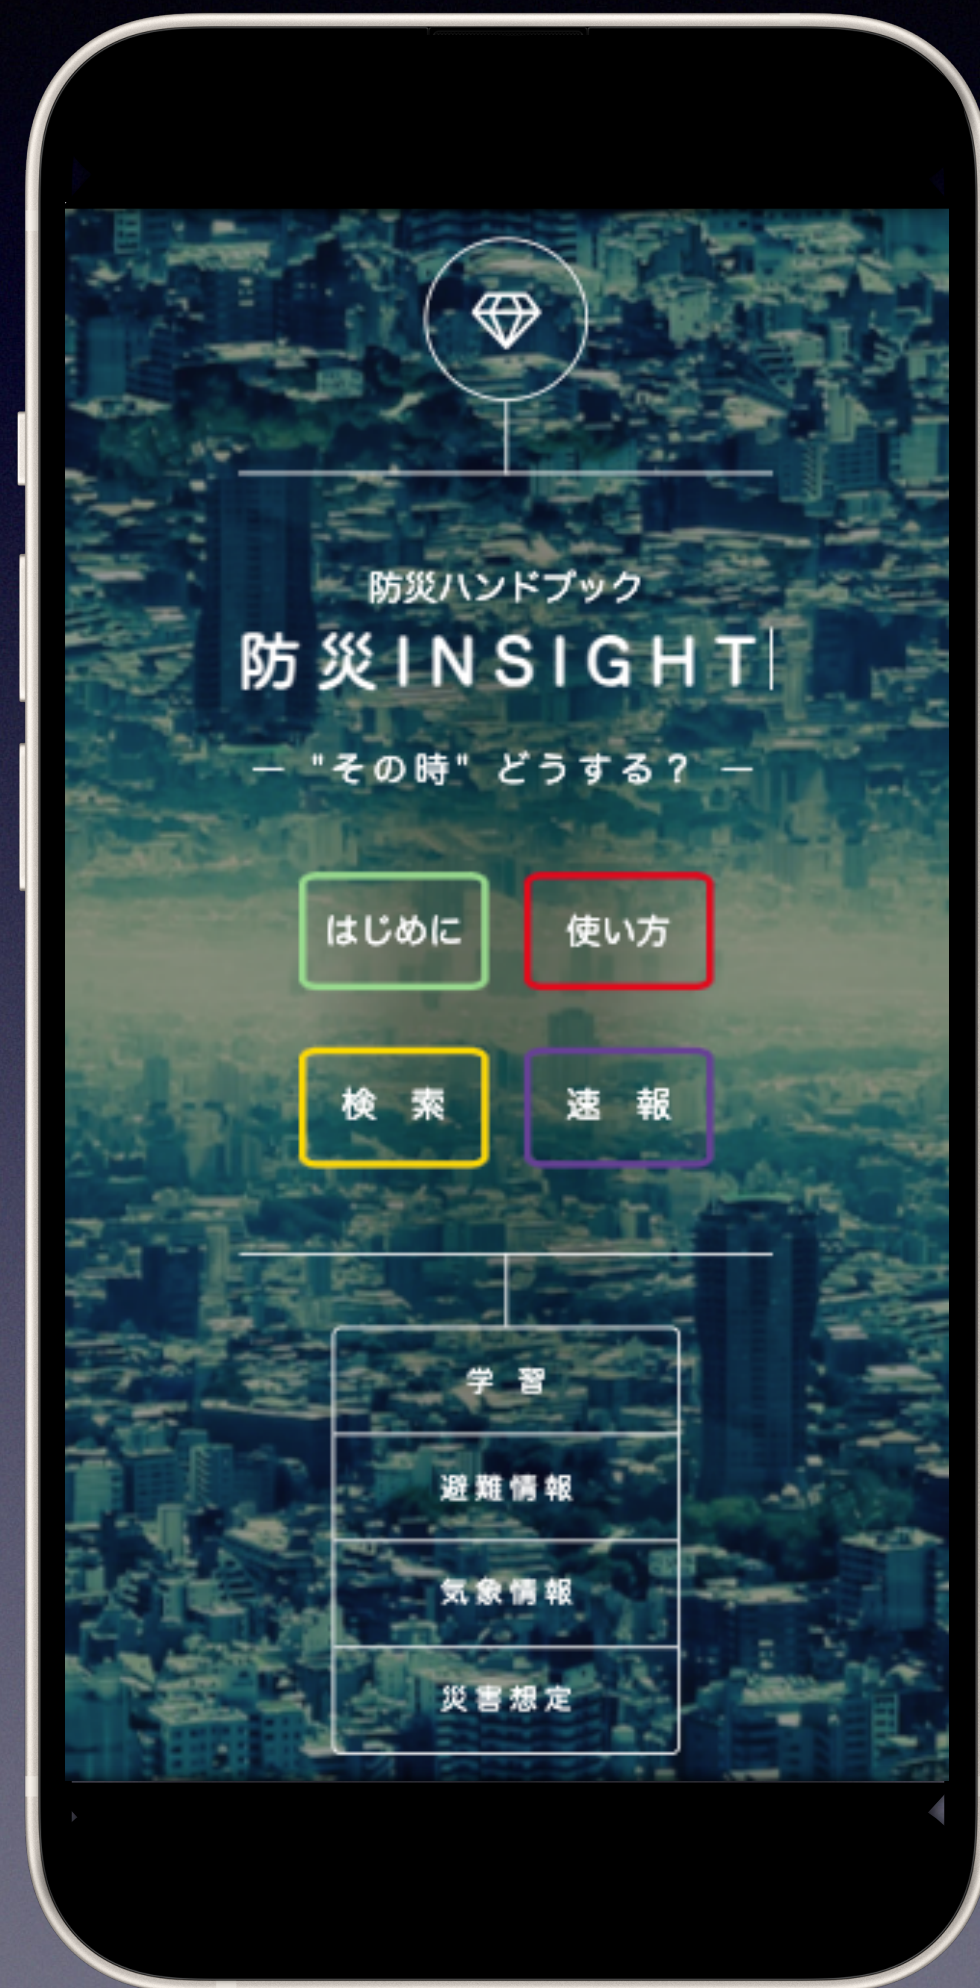 防災ハンドブック
防災INSIGHT
― "その時" どうする？ ―
はじめに 使い方
検 索 速 報
学 習
避難情報
気象情報
災害想定